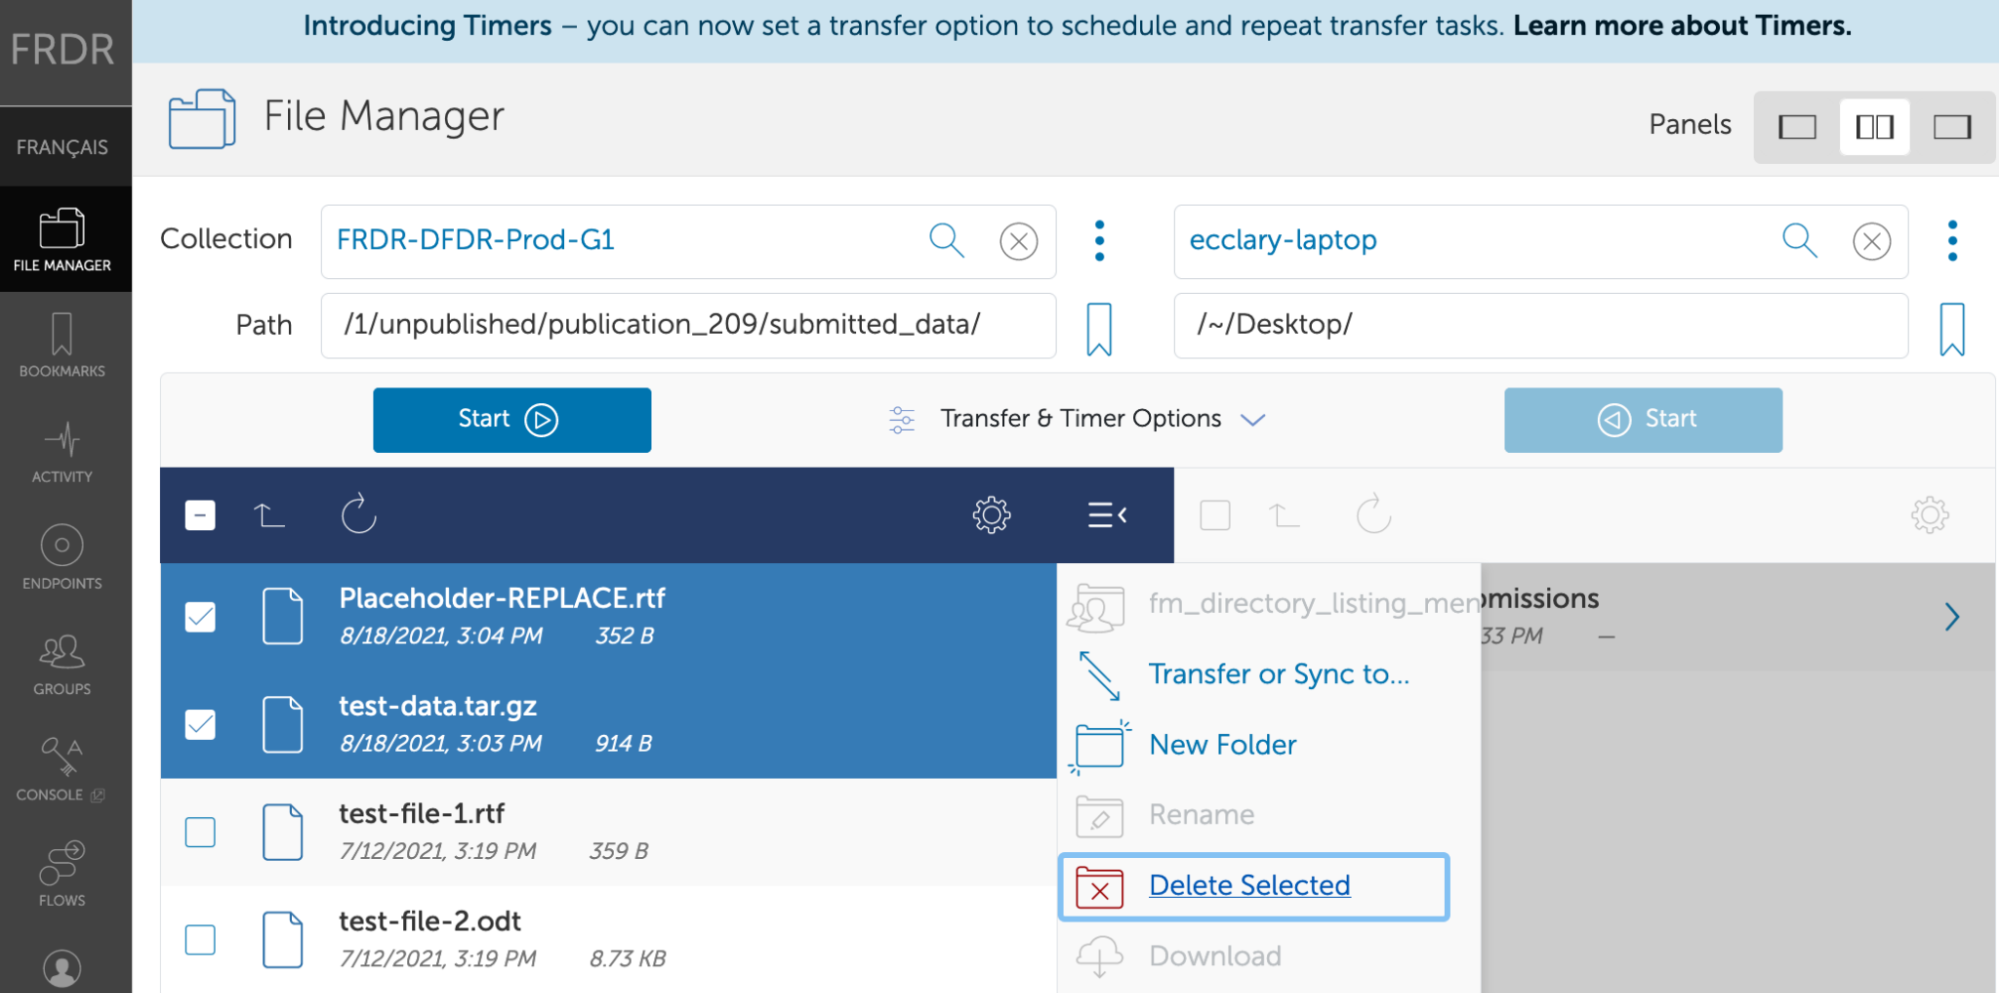 Introducing Timers – you can now set a transfer option to schedule and repeat transfer tasks. Learn more about Timers.
FRDR
FRANÇAIS
FILE MANAGER
BOOKMARKS
ACTIVITY
ENDPOINTS
GROUPS
CONSOLE
FLOWS
File Manager
Panels
Collection
FRDR-DFDR-Prod-G1
ecclary-laptop
Path
/1/unpublished/publication_209/submitted_data/
/~/Desktop/
Start
Transfer & Timer Options
Start
Placeholder-REPLACE.rtf
8/18/2021, 3:04 PM 352 B
test-data.tar.gz
8/18/2021, 3:03 PM 914 B
test-file-1.rtf
7/12/2021, 3:19 PM 359 B
test-file-2.odt
7/12/2021, 3:19 PM 8.73 KB
fm_directory_listing_men
Transfer or Sync to...
New Folder
Rename
Delete Selected
Download
missions
33 PM —